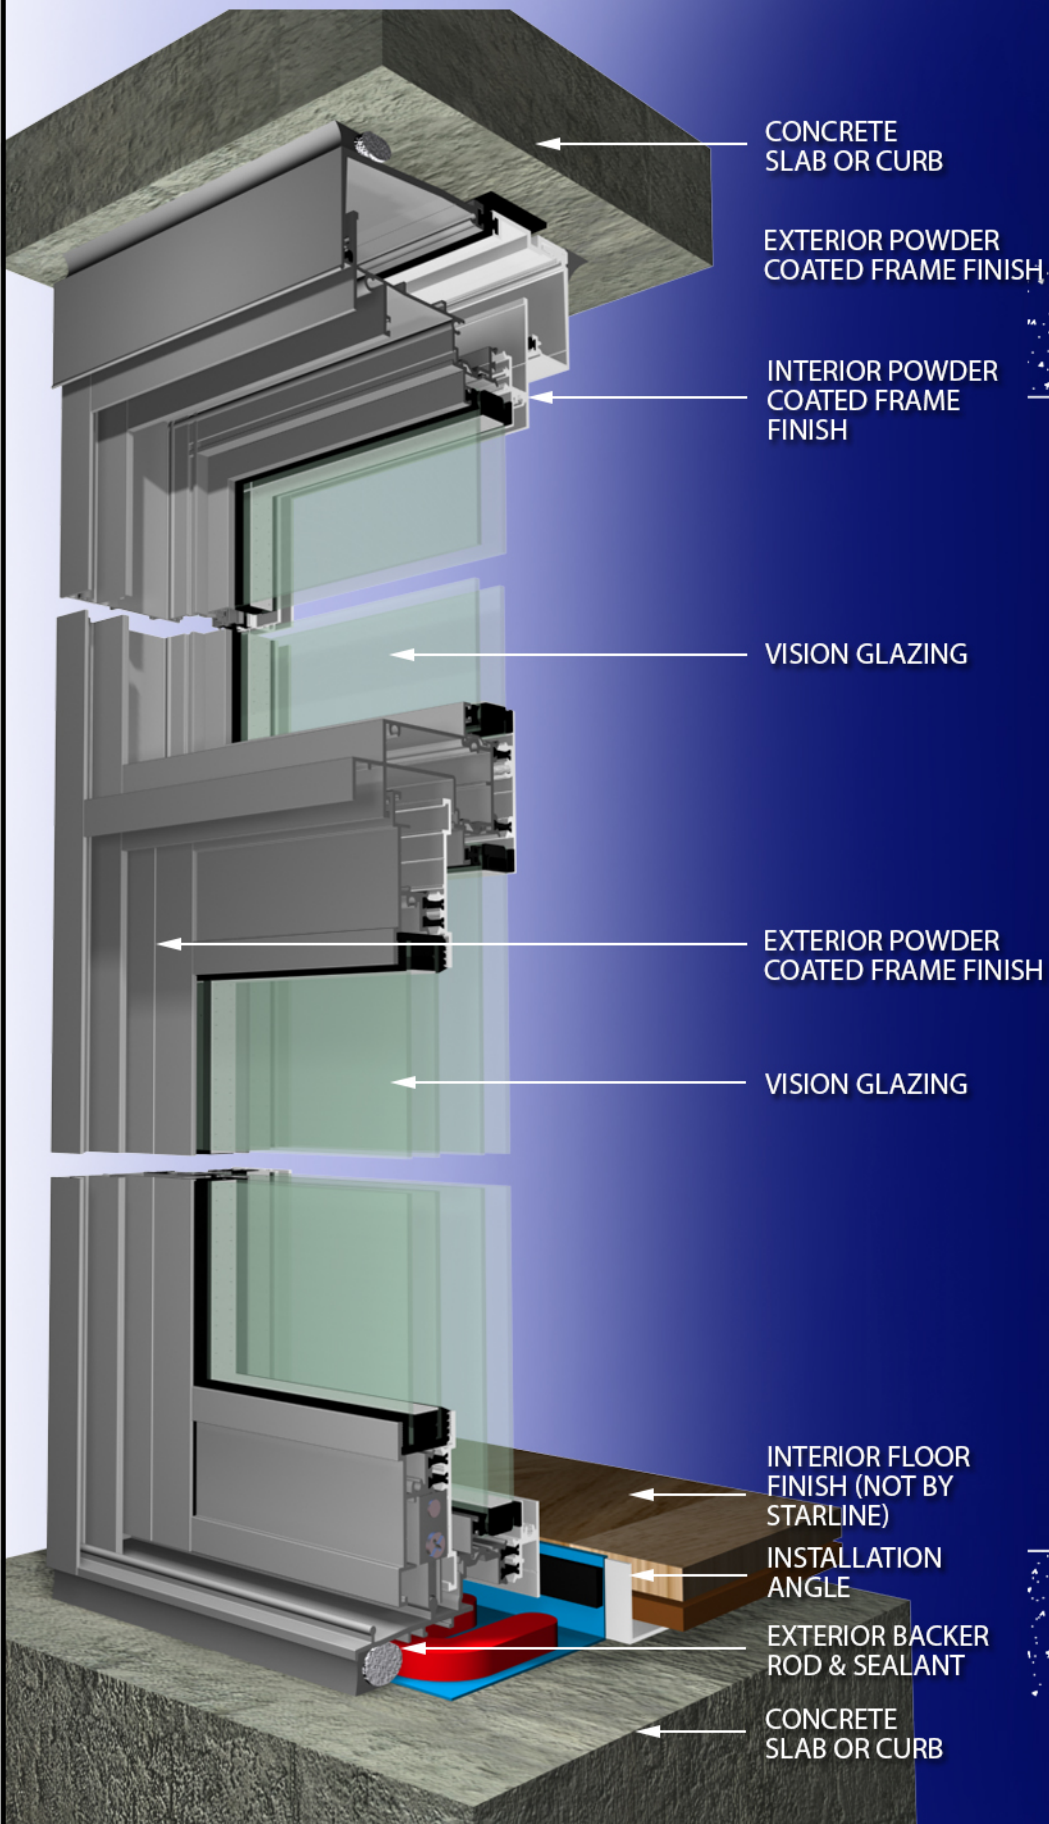 CONCRETE
SLAB OR CURB
EXTERIOR POWDER
COATED FRAME FINISH
INTERIOR POWDER
COATED FRAME
FINISH
VISION GLAZING
EXTERIOR POWDER
COATED FRAME FINISH
VISION GLAZING
INTERIOR FLOOR
FINISH (NOT BY
STARLINE)
INSTALLATION
ANGLE
EXTERIOR BACKER
ROD & SEALANT
CONCRETE
SLAB OR CURB